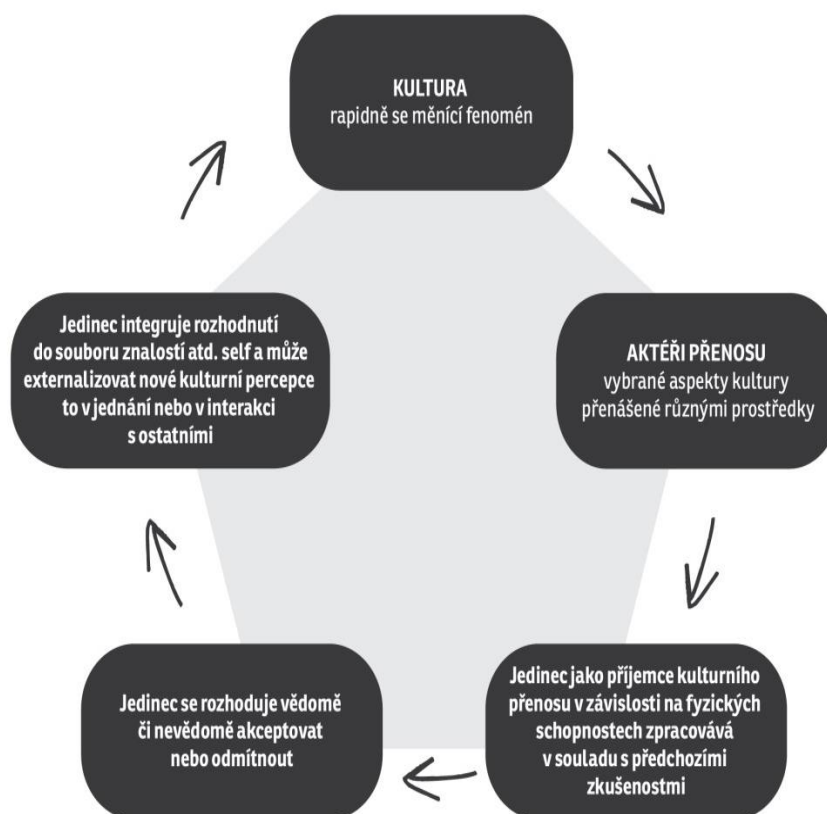 KULTURA
rapidně se měnící fenomén
AKTÉŘI PŘENOSU
vybrané aspekty kultury
přenášené různými prostředky
Jedinec jako příjemce kulturního
přenosu v závislosti na fyzických
schopnostech zpracovává
v souladu s předchozími
zkušenostmi
Jedinec se rozhoduje vědomě
či nevědomě akceptovat
nebo odmítnout
Jedinec integruje rozhodnutí
do souboru znalostí atd. self a může
externalizovat nové kulturní percepce
to v jednání nebo v interakci
s ostatními